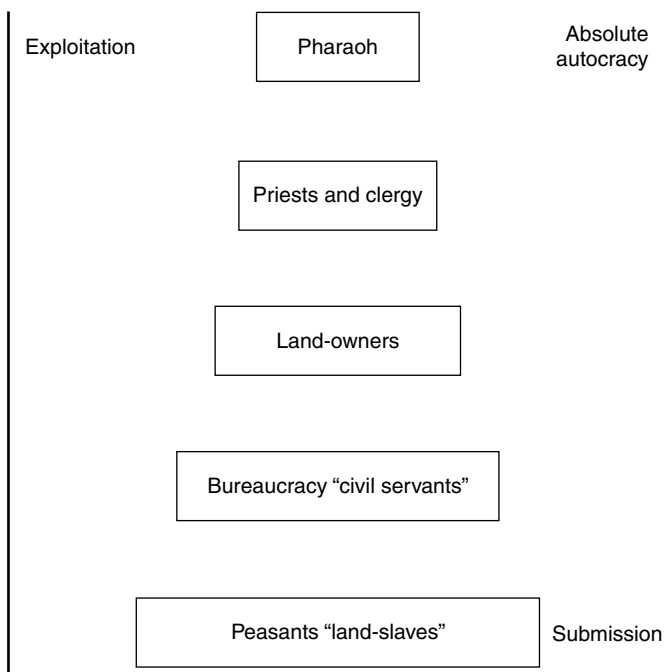 Exploitation
Pharaoh
Absolute
autocracy
Priests and clergy
Land-owners
Bureaucracy “civil servants”
Peasants “land-slaves”
Submission